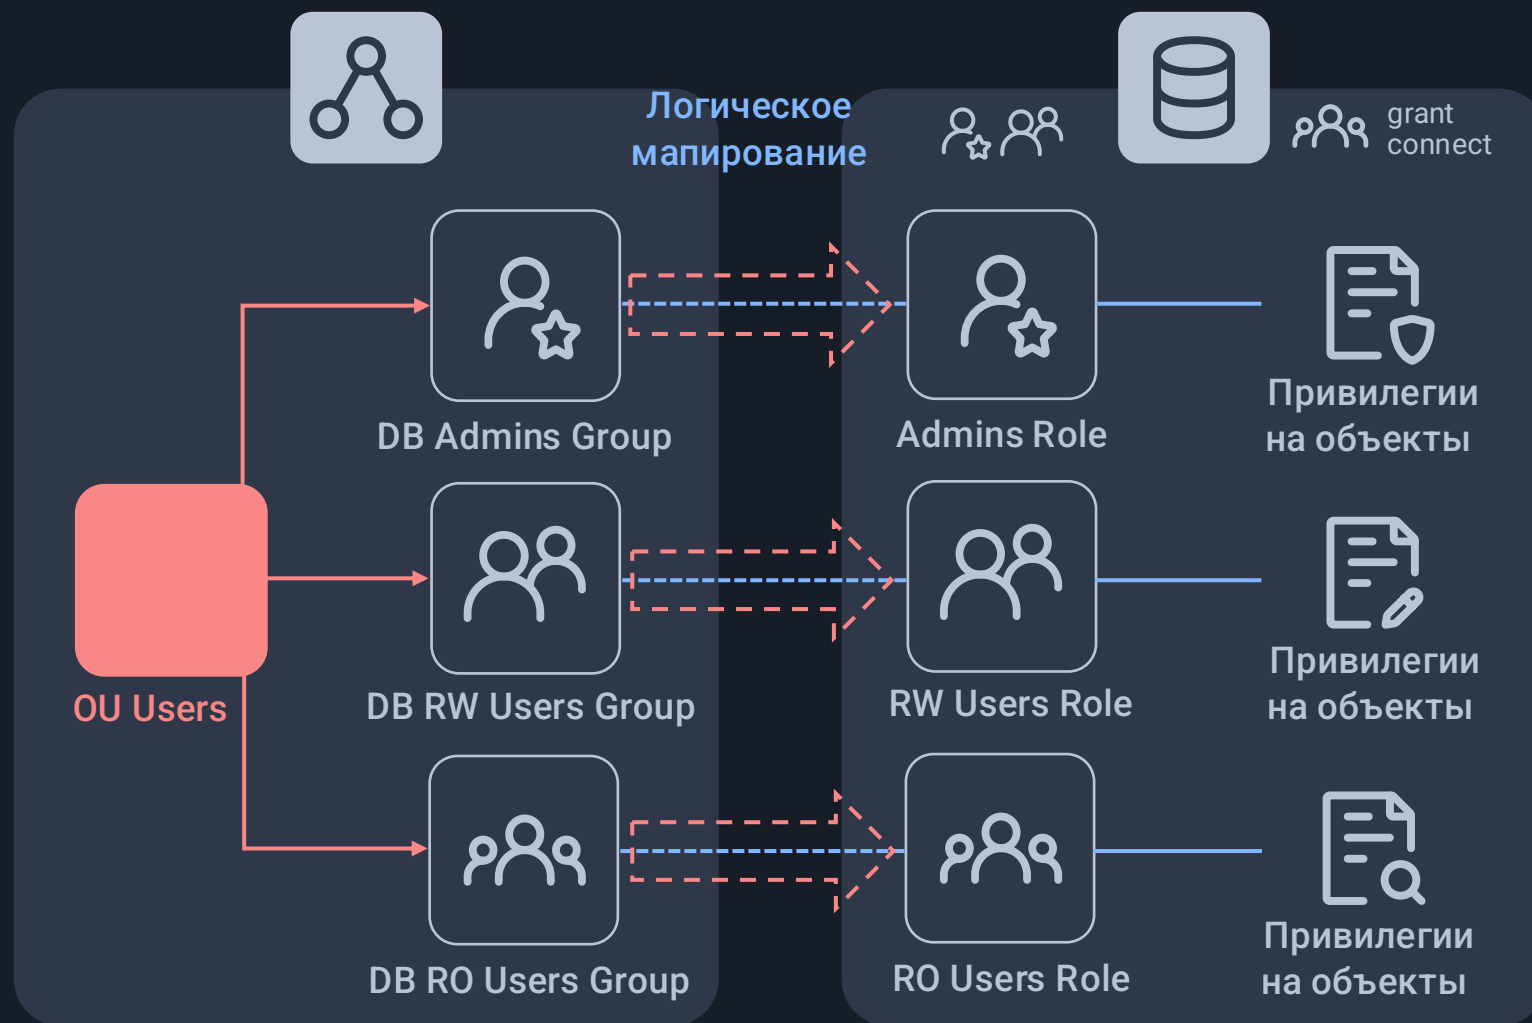 Логическое
мапирование
grant
connect
DB Admins Group
Admins Role
Привилегии
на объекты
OU Users
DB RW Users Group
RW Users Role
Привилегии
на объекты
DB RO Users Group
RO Users Role
Привилегии
на объекты